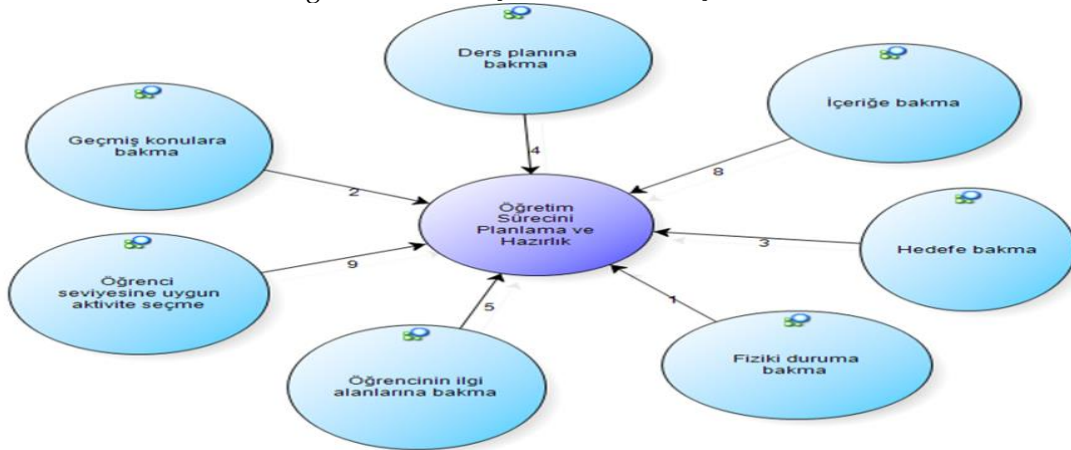 Ders planına
bakma
İçeriğe bakma
Geçmiş konulara
bakma
4
8
2
Öğretim
Sürecini
Planlama ve
Hazırlık
3
Hedefe bakma
Öğrenci
seviyesine uygun
aktivite seçme
9
5
1
Öğrencinin ilgi
alanlarına bakma
Fiziki duruma
bakma